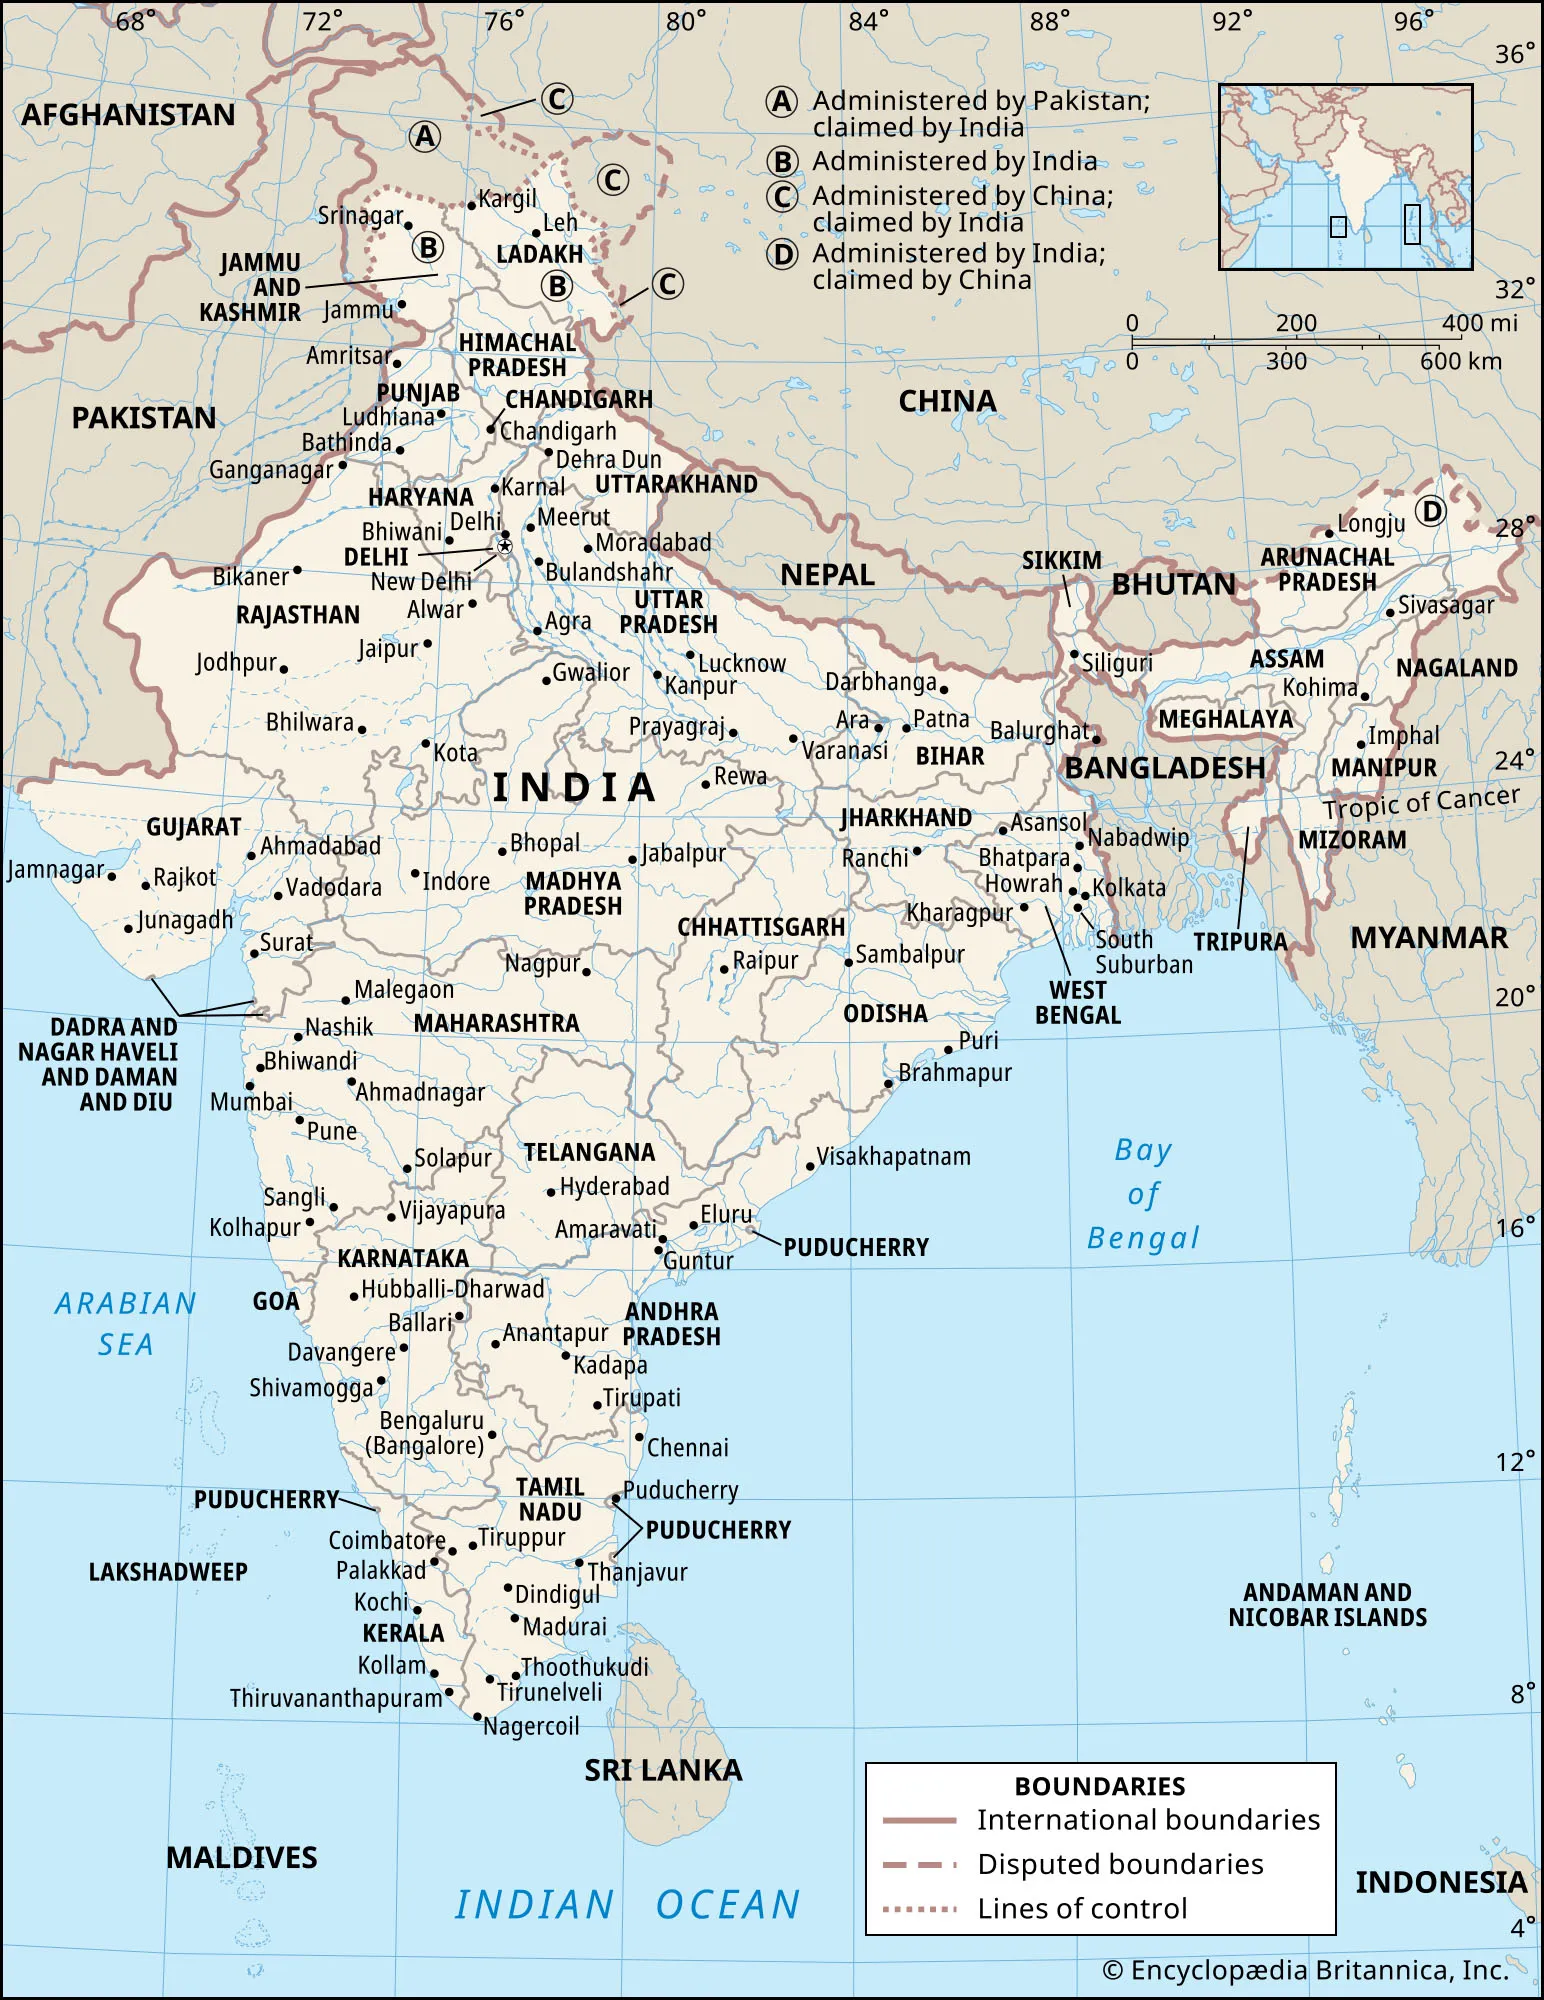 68°
72°
76°
80°
84°
88°
92°
96°
36°
AFGHANISTAN
C
A
C
A Administered by Pakistan;
claimed by India
B Administered by India
C Administered by China;
claimed by India
D Administered by India;
claimed by China
Kargil
Srinagar
Leh
B
LADAKH
B
C
JAMMU
AND
KASHMIR
Jammu
32°
0 200 400 mi
0 300 600 km
HIMACHAL
PRADESH
Amritsar
PUNJAB
CHANDIGARH
CHINA
PAKISTAN
Ludhiana
Chandigarh
Bathinda
Dehra Dun
Ganganagar
UTTARAKHAND
HARYANA
Karnal
Delhi
Meerut
Bhiwani
Moradabad
DELHI
New Delhi
Bulandshahr
D
Longju
28°
ARUNACHAL
PRADESH
SIKKIM
BHUTAN
NEPAL
Bikaner
RAJASTHAN
Alwar
UTTAR
PRADESH
Agra
Sivasagar
Jaipur
Jodhpur
Lucknow
Gwalior
Kanpur
Siliguri
ASSAM
NAGALAND
Darbhanga
Kohima
Bhilwara
Prayagraj
Ara
Patna
Balurghat
MEGHALAYA
Imphal
Kota
Varanasi
BIHAR
BANGLADESH
MANIPUR
24°
INDIA
Rewa
Tropic of Cancer
GUJARAT
JHARKHAND
Asansol
Nabadwip
MIZORAM
Ahmadabad
Bhopal
Jabalpur
Ranchi
Bhatpara
Jamnagar
Rajkot
Indore
MADHYA
PRADESH
Howrah
Kolkata
Vadodara
Junagadh
CHHATTISGARH
Kharagpur
South
Suburban
TRIPURA
MYANMAR
Surat
Nagpur
Raipur
Sambalpur
WEST
BENGAL
20°
Malegaon
MAHARASHTRA
ODISHA
DADRA AND
NAGAR HAVELI
AND DAMAN
AND DIU
Nashik
Puri
Bhiwandi
Brahmapur
Ahmadnagar
Mumbai
Pune
TELANGANA
Bay
of
Bengal
Solapur
Visakhapatnam
Hyderabad
Sangli
Vijayapura
Kolhapur
Eluru
Amaravati
16°
Guntur
PUDUCHERRY
KARNATAKA
Hubballi-Dharwad
GOA
ARABIAN
SEA
Ballari
ANDHRA
PRADESH
Anantapur
Davangere
Kadapa
Shivamogga
Tirupati
Bengaluru
(Bangalore)
Chennai
12°
TAMIL
NADU
Puducherry
PUDUCHERRY
PUDUCHERRY
Coimbatore
Tiruppur
Palakkad
Thanjavur
LAKSHADWEEP
Kochi
Dindigul
ANDAMAN AND
NICOBAR ISLANDS
KERALA
Madurai
Kollam
Thoothukudi
Thiruvananthapuram
Tirunelveli
8°
Nagercoil
SRI LANKA
BOUNDARIES
International boundaries
Disputed boundaries
Lines of control
MALDIVES
INDIAN OCEAN
INDONESIA
4°
© Encyclopædia Britannica, Inc.